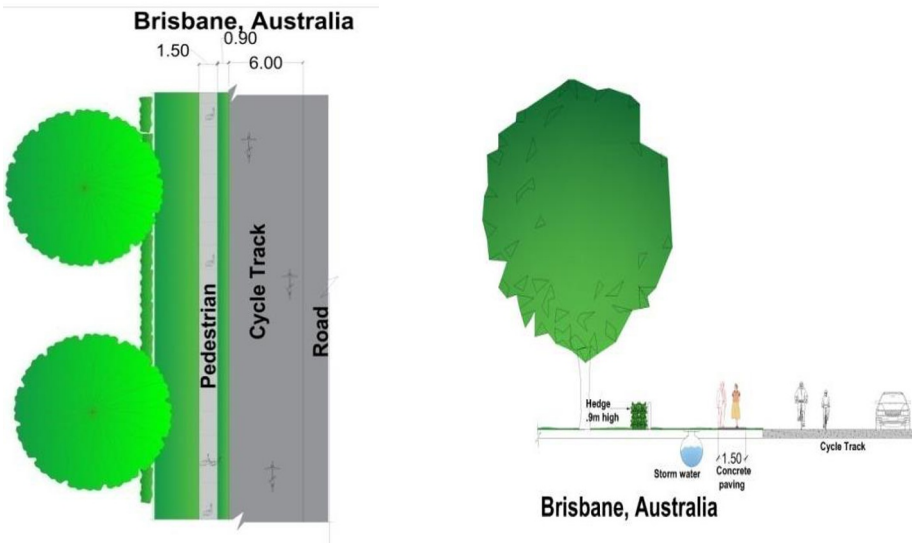 Brisbane, Australia
0.90
1.50
6.00
Pedestrian
Cycle Track
Road
Hedge
.9m high
Storm water
1.50
Concrete
paving
Cycle Track
Brisbane, Australia